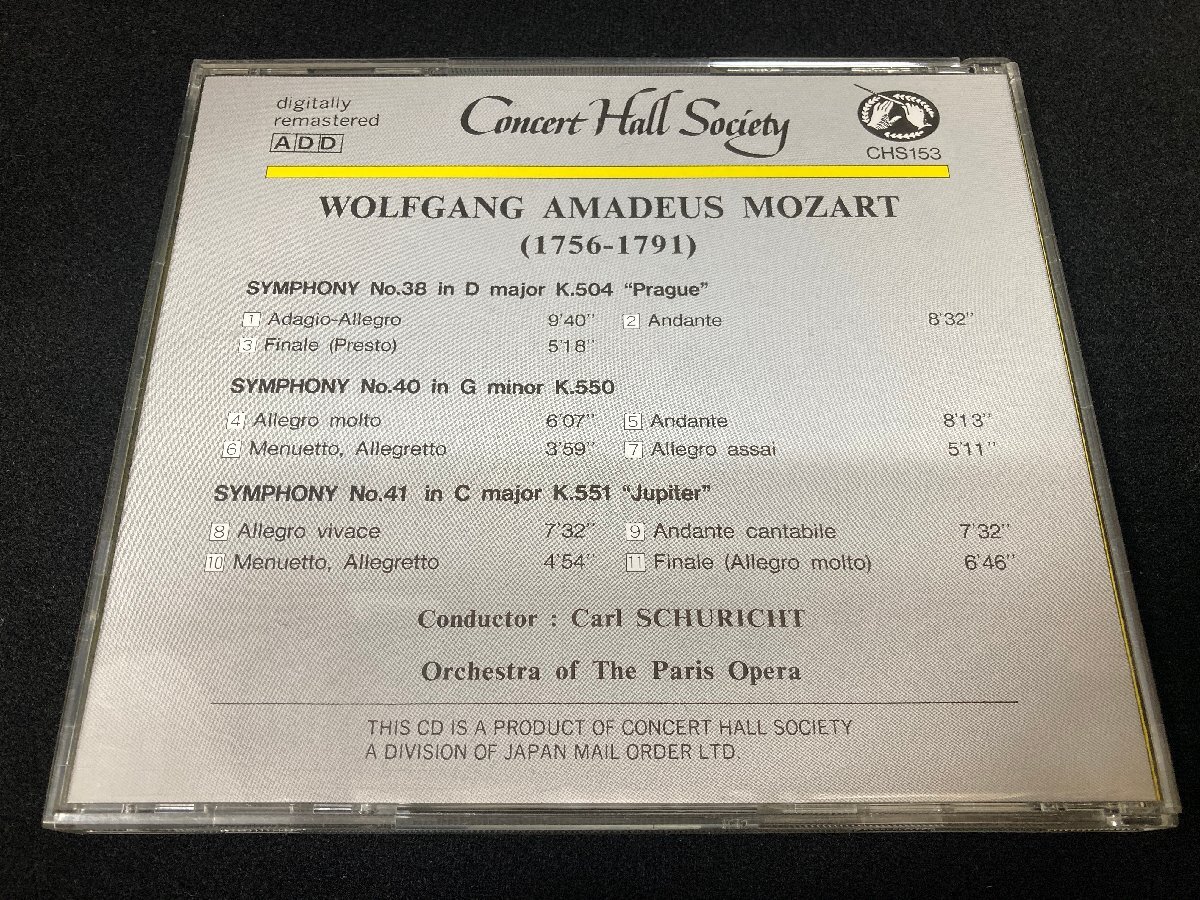 digitally
remastered
ADD
Concert Hall Society
CHS153
WOLFGANG AMADEUS MOZART
(1756-1791)
SYMPHONY No.38 in D major K.504 "Prague"
1 Adagio-Allegro 9'40" 2 Andante 8'32"
3 Finale (Presto) 5'18"
SYMPHONY No.40 in G minor K.550
4 Allegro molto 6'07" 5 Andante 8'13"
6 Menuetto, Allegretto 3'59" 7 Allegro assai 5'11"
SYMPHONY No.41 in C major K.551 "Jupiter"
8 Allegro vivace 7'32" 9 Andante cantabile 7'32"
10 Menuetto, Allegretto 4'54" 11 Finale (Allegro molto) 6'46"
Conductor : Carl SCHURICHT
Orchestra of The Paris Opera
THIS CD IS A PRODUCT OF CONCERT HALL SOCIETY
A DIVISION OF JAPAN MAIL ORDER LTD.